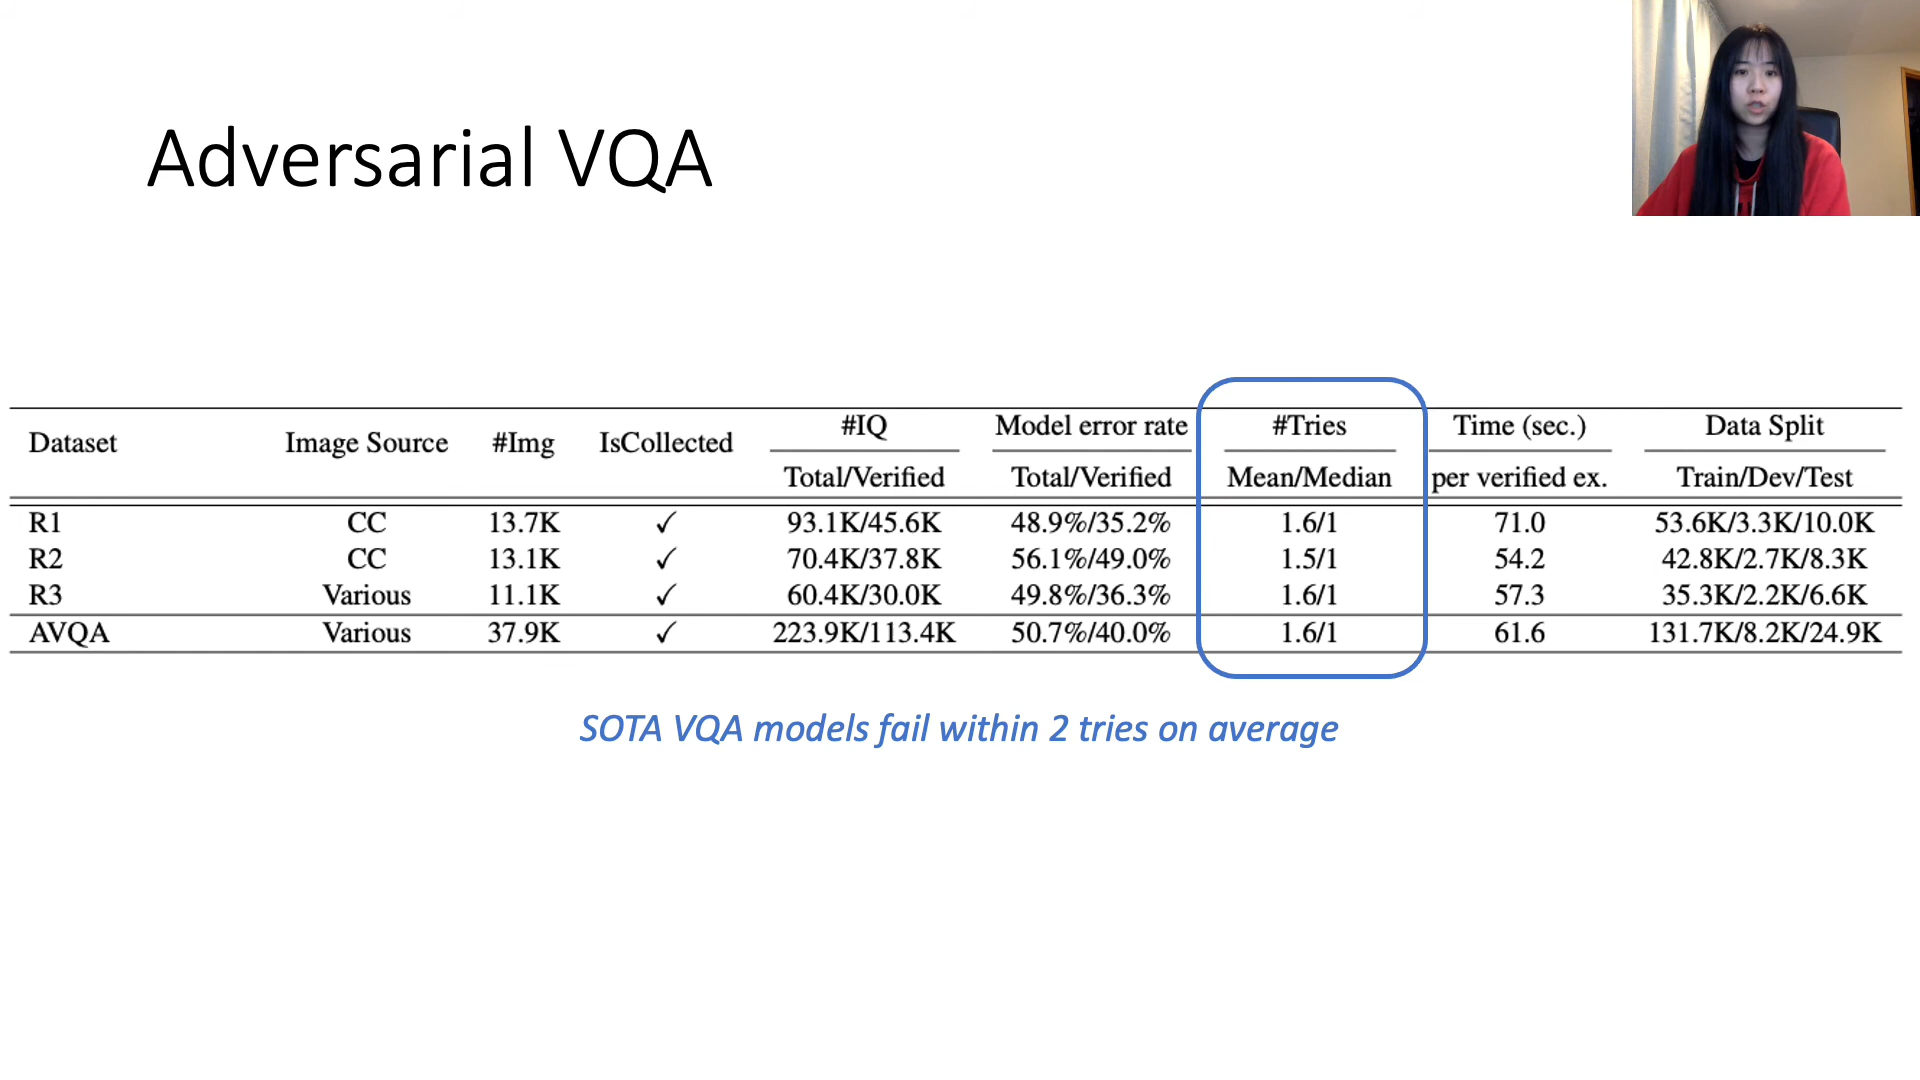 Adversarial VQA
Dataset Image Source #Img IsCollected #IQ Model error rate #Tries Time (sec.) Data Split
Total/Verified Total/Verified Mean/Median per verified ex. Train/Dev/Test
R1 CC 13.7K ✓ 93.1K/45.6K 48.9%/35.2% 1.6/1 71.0 53.6K/3.3K/10.0K
R2 CC 13.1K ✓ 70.4K/37.8K 56.1%/49.0% 1.5/1 54.2 42.8K/2.7K/8.3K
R3 Various 11.1K ✓ 60.4K/30.0K 49.8%/36.3% 1.6/1 57.3 35.3K/2.2K/6.6K
AVQA Various 37.9K ✓ 223.9K/113.4K 50.7%/40.0% 1.6/1 61.6 131.7K/8.2K/24.9K
SOTA VQA models fail within 2 tries on average